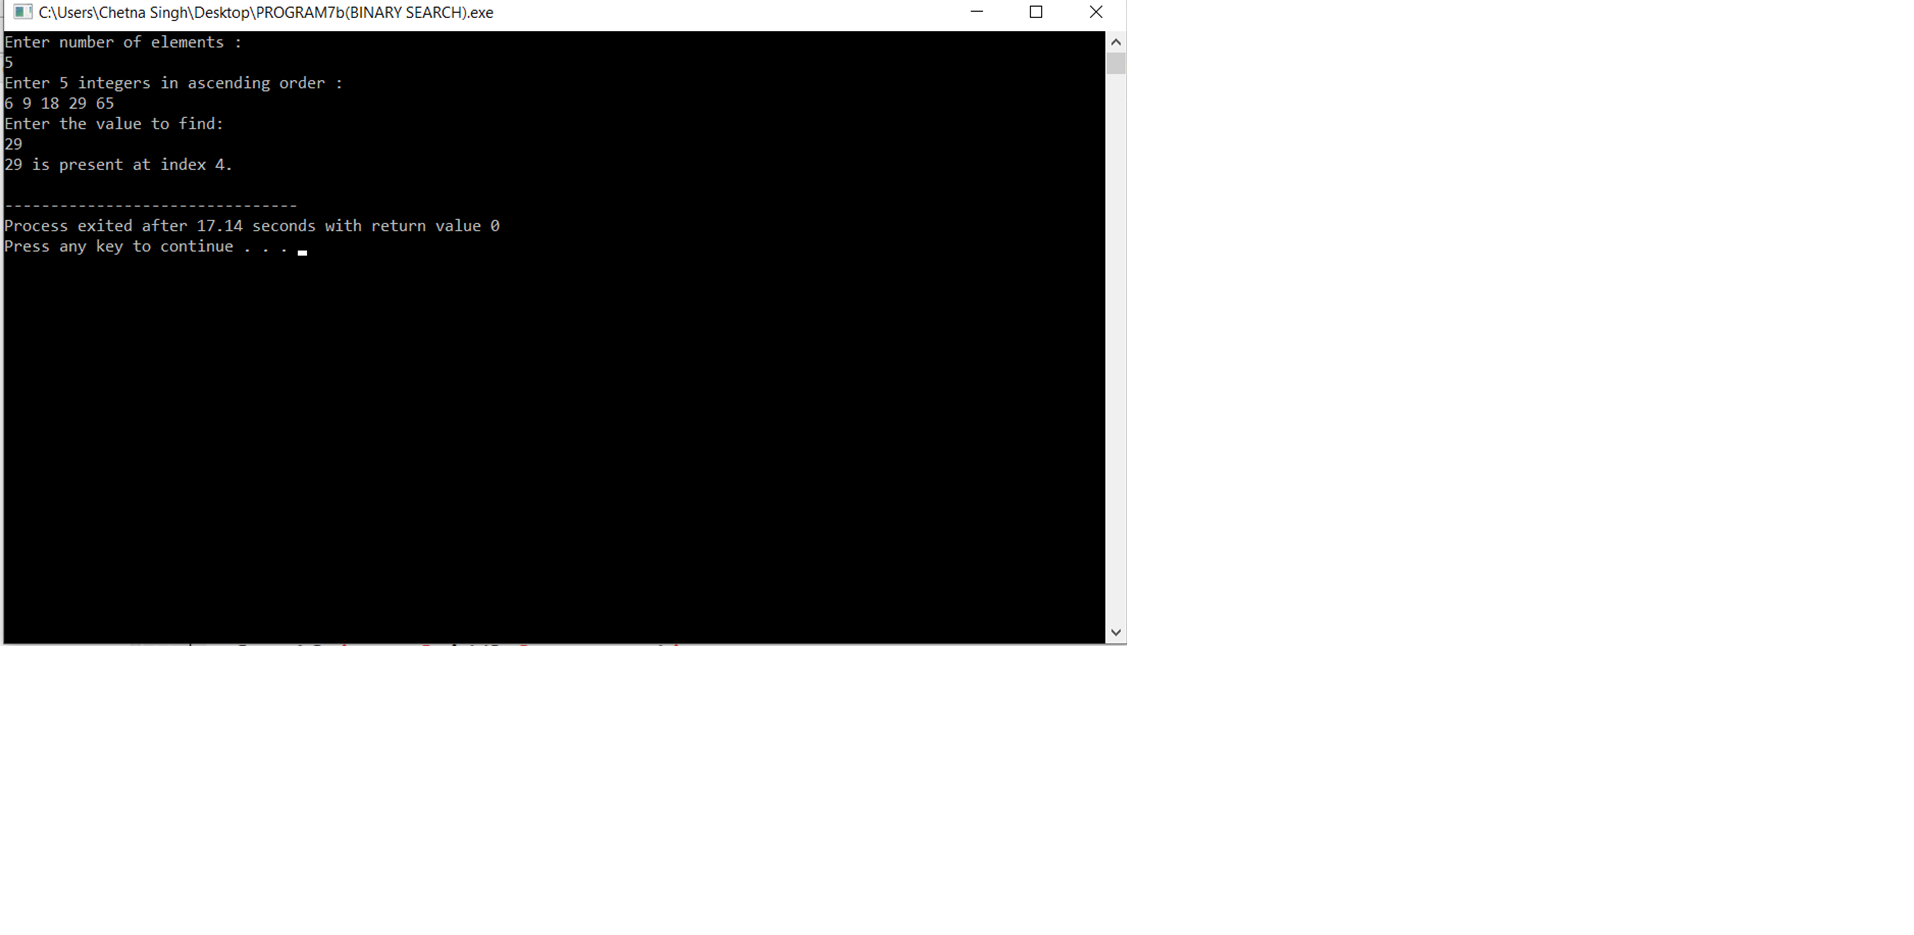 C:\Users\Chetna Singh\Desktop\PROGRAM7b(BINARY SEARCH).exe
Enter number of elements :
5
Enter 5 integers in ascending order :
6 9 18 29 65
Enter the value to find:
29
29 is present at index 4.
--------------------------------
Process exited after 17.14 seconds with return value 0
Press any key to continue . . .